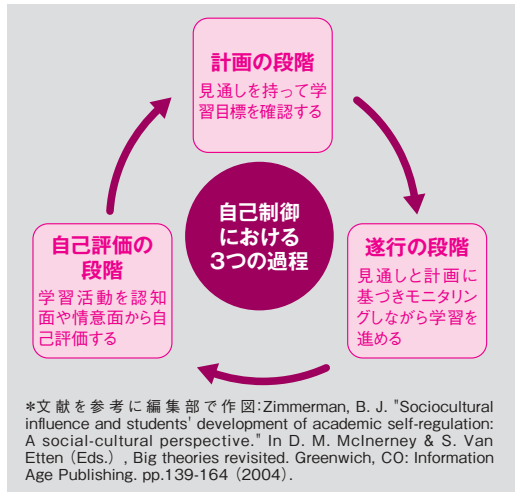 計画の段階
見通しを持って学
習目標を確認する
自己制御
における
3つの過程
自己評価の
段階
学習活動を認知
面や情意面から自
己評価する
遂行の段階
見通しと計画に
基づきモニタリン
グしながら学習を
進める
*文献を参考に編集部で作図:Zimmerman, B. J. "Sociocultural
influence and students' development of academic self-regulation:
A social-cultural perspective." In D. M. McInerney & S. Van
Etten (Eds.) , Big theories revisited. Greenwich, CO: Information
Age Publishing. pp.139-164 (2004).